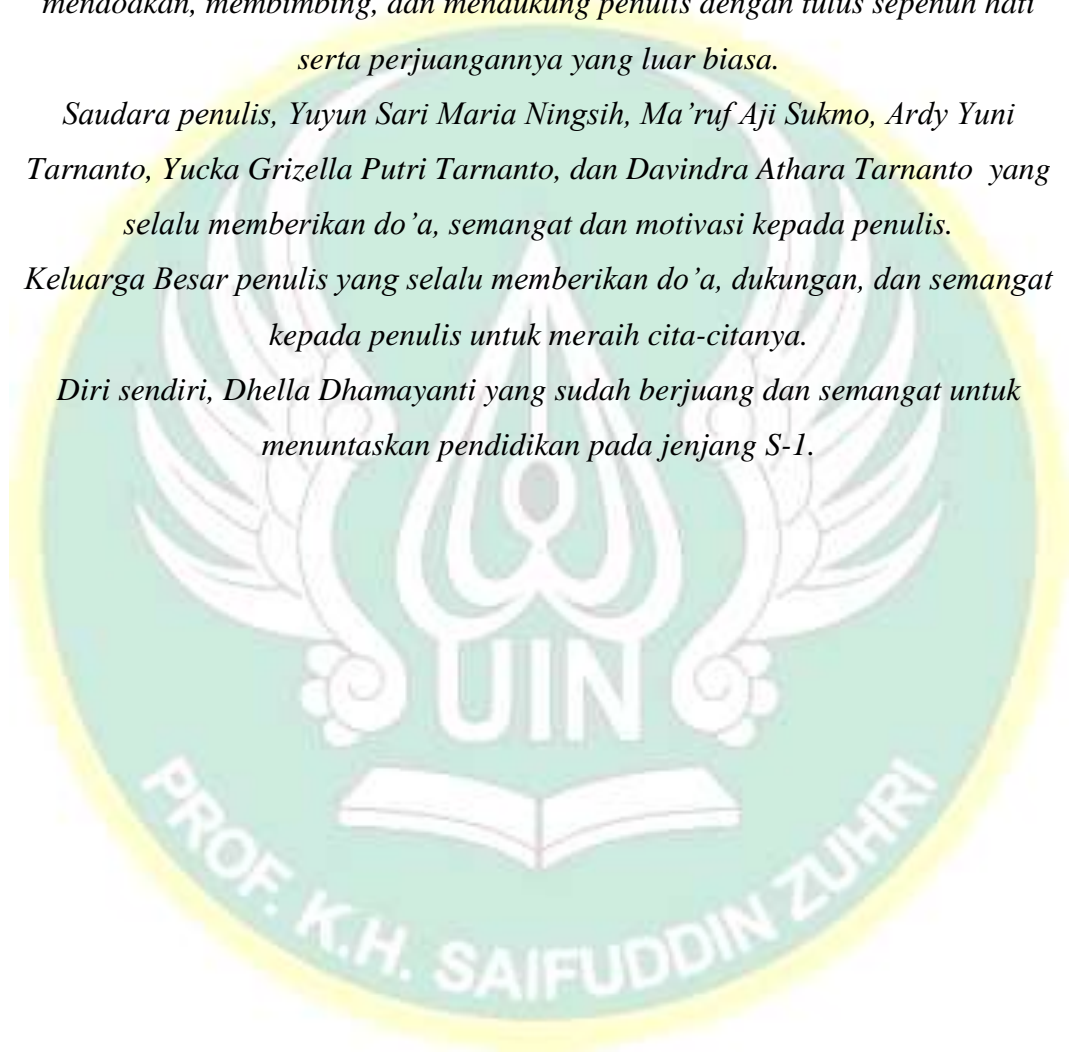 mendoakan, membimbing, dan mendukung penulis dengan tulus sepenuh hati
serta perjuangannya yang luar biasa.
Saudara penulis, Yuyun Sari Maria Ningsih, Ma’ruf Aji Sukmo, Ardy Yuni
Tarnanto, Yucka Grizella Putri Tarnanto, dan Davindra Athara Tarnanto yang
selalu memberikan do’a, semangat dan motivasi kepada penulis.
Keluarga Besar penulis yang selalu memberikan do’a, dukungan, dan semangat
kepada penulis untuk meraih cita-citanya.
Diri sendiri, Dhella Dhamayanti yang sudah berjuang dan semangat untuk
menuntaskan pendidikan pada jenjang S-1.
UIN
PROF. K.H. SAIFUDDIN ZUHRI